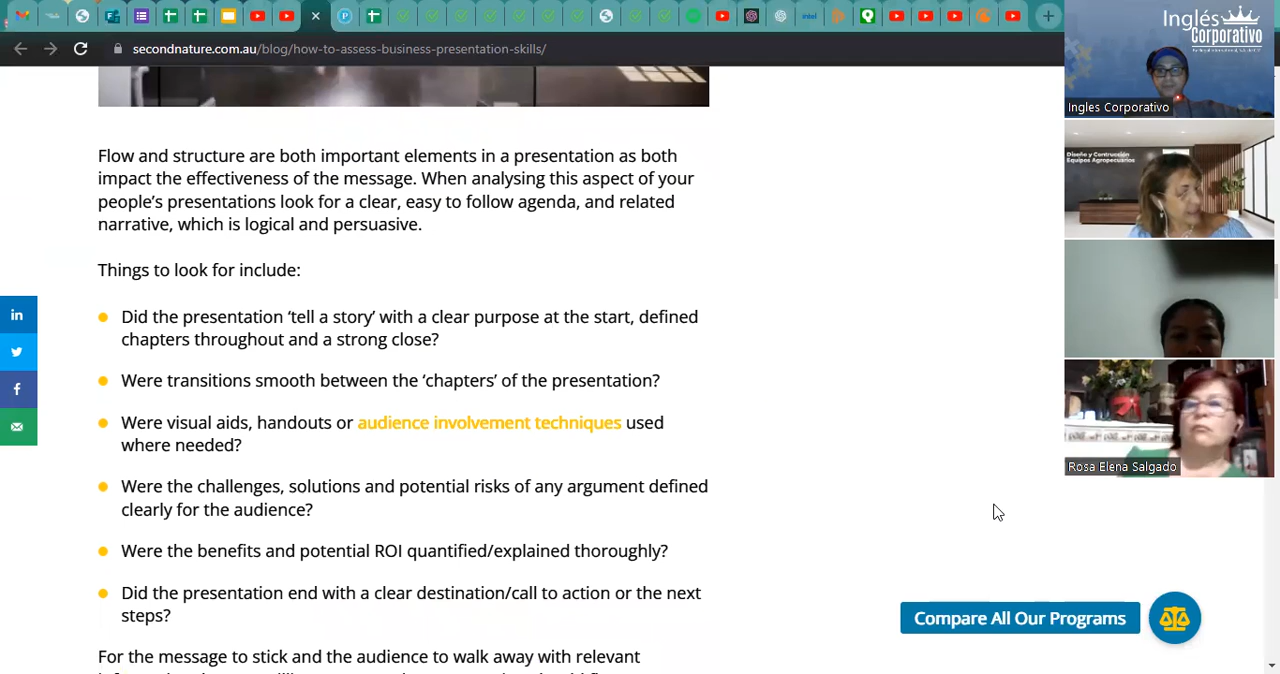 secondnature.com.au/blog/how-to-assess-business-presentation-skills/
Inglés
Corporativo
Ingles Corporativo
Diseño y Contrucción
Equipos Agropecuarios
Rosa Elena Salgado
Flow and structure are both important elements in a presentation as both
impact the effectiveness of the message. When analysing this aspect of your
people's presentations look for a clear, easy to follow agenda, and related
narrative, which is logical and persuasive.
Things to look for include:
Did the presentation ‘tell a story’ with a clear purpose at the start, defined
chapters throughout and a strong close?
Were transitions smooth between the ‘chapters’ of the presentation?
Were visual aids, handouts or audience involvement techniques used
where needed?
Were the challenges, solutions and potential risks of any argument defined
clearly for the audience?
Were the benefits and potential ROI quantified/explained thoroughly?
Did the presentation end with a clear destination/call to action or the next
steps?
For the message to stick and the audience to walk away with relevant
Compare All Our Programs
in
f
intel